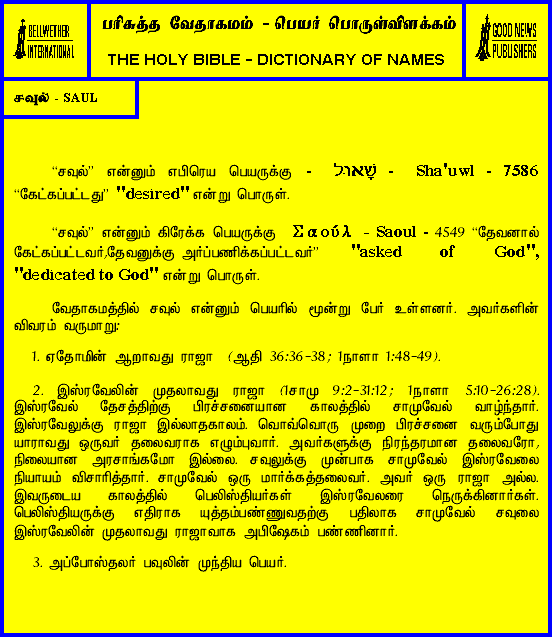 BELLWETHER
INTERNATIONAL
பரிசுத்த வேதாகமம் - பெயர் பொருள்விளக்கம்
THE HOLY BIBLE - DICTIONARY OF NAMES
GOOD NEWS
PUBLISHERS
சவுல் - SAUL
“சவுல்” என்னும் எபிரெய பெயருக்கு - שָׁאוּל - Sha'uwl - 7586
“கேட்கப்பட்டது” "desired" என்று பொருள்.
“சவுல்” என்னும் கிரேக்க பெயருக்கு Σαούλ - Saoul - 4549 “தேவனால்
கேட்கப்பட்டவர்,தேவனுக்கு அர்ப்பணிக்கப்பட்டவர்” "asked of God",
"dedicated to God" என்று பொருள்.
வேதாகமத்தில் சவுல் என்னும் பெயரில் மூன்று பேர் உள்ளனர். அவர்களின்
விவரம் வருமாறு:
1. ஏதோமின் ஆறாவது ராஜா (ஆதி 36:36-38; 1நாளா 1:48-49).
2. இஸ்ரவேலின் முதலாவது ராஜா (1சாமு 9:2-31:12; 1நாளா 5:10-26:28).
இஸ்ரவேல் தேசத்திற்கு பிரச்சனையான காலத்தில் சாமுவேல் வாழ்ந்தார்.
இஸ்ரவேலுக்கு ராஜா இல்லாதகாலம். வொவ்வொரு முறை பிரச்சனை வரும்போது
யாராவது ஒருவர் தலைவராக எழும்புவார். அவர்களுக்கு நிரந்தரமான தலைவரோ,
நிலையான அரசாங்கமோ இல்லை. சவுலுக்கு முன்பாக சாமுவேல் இஸ்ரவேலை
நியாயம் விசாரித்தார். சாமுவேல் ஒரு மார்க்கத்தலைவர். அவர் ஒரு ராஜா அல்ல.
இவருடைய காலத்தில் பெலிஸ்தியர்கள் இஸ்ரவேலரை நெருக்கினார்கள்.
பெலிஸ்தியருக்கு எதிராக யுத்தம்பண்ணுவதற்கு பதிலாக சாமுவேல் சவுலை
இஸ்ரவேலின் முதலாவது ராஜாவாக அபிஷேகம் பண்ணினார்.
3. அப்போஸ்தலர் பவுலின் முந்திய பெயர்.